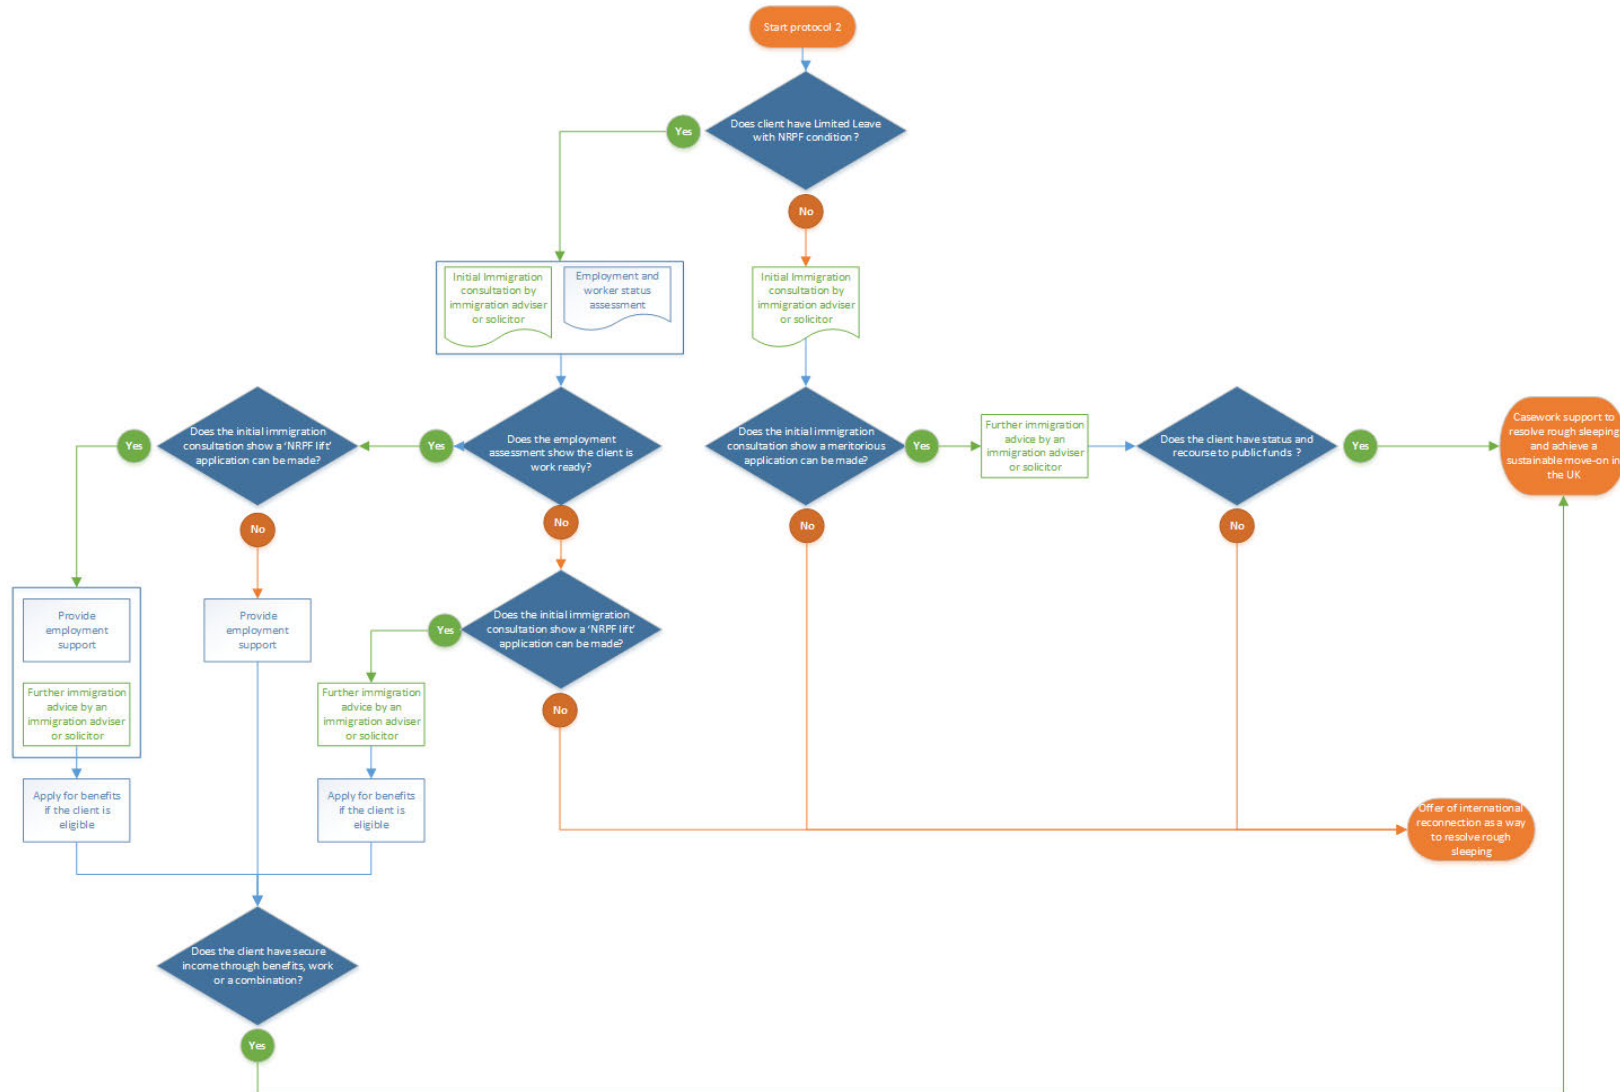 Start protocol 2
Does client have Limited Leave
with NRPF condition ?
Yes
No
Initial Immigration
consultation by
immigration adviser
or solicitor
Employment and
worker status
assessment
Initial Immigration
consultation by
immigration adviser
or solicitor
Does the initial immigration
consultation show a 'NRPF lift'
application can be made?
Yes
Does the employment
assessment show the client is
work ready?
Yes
Does the initial immigration
consultation show a meritorious
application can be made?
Yes
Further immigration
advice by an
immigration adviser
or solicitor
Does the client have status and
recourse to public funds ?
Yes
Casework support to
resolve rough sleeping
and achieve a
sustainable move-on in
the UK
No
No
No
No
Provide
employment
support
Further immigration
advice by an
immigration adviser
or solicitor
Apply for benefits
if the client is
eligible
Provide
employment
support
Does the initial immigration
consultation show a 'NRPF lift'
application can be made?
Yes
No
Further immigration
advice by an
immigration adviser
or solicitor
Apply for benefits
if the client is
eligible
Offer of international
reconnection as a way
to resolve rough
sleeping
Does the client have secure
income through benefits, work
or a combination?
Yes